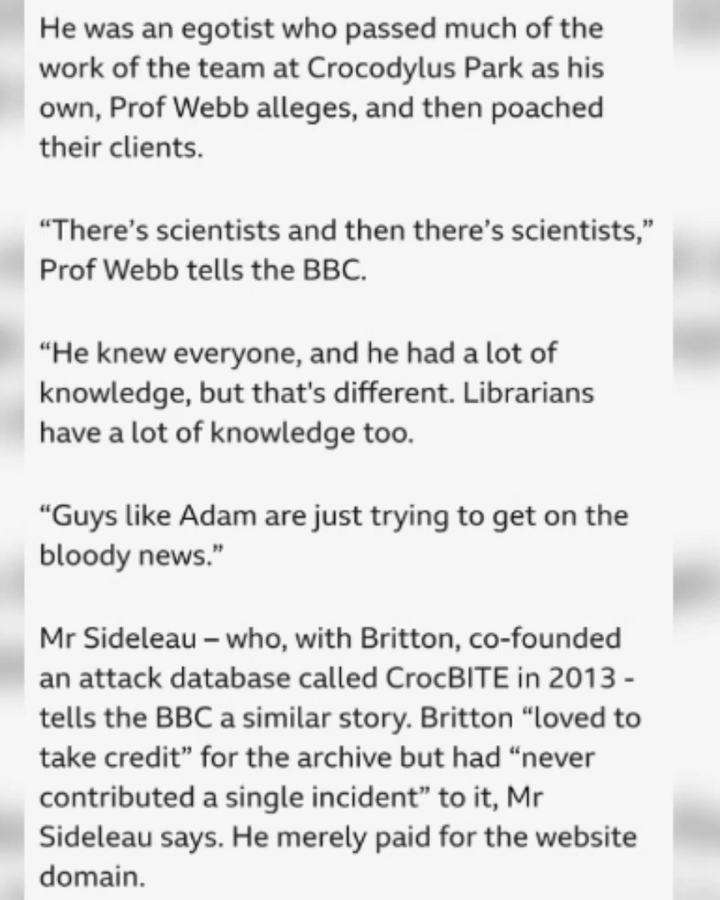 He was an egotist who passed much of the
work of the team at Crocodylus Park as his
own, Prof Webb alleges, and then poached
their clients.
“There’s scientists and then there’s scientists,”
Prof Webb tells the BBC.
“He knew everyone, and he had a lot of
knowledge, but that's different. Librarians
have a lot of knowledge too.
“Guys like Adam are just trying to get on the
bloody news.”
Mr Sideleau – who, with Britton, co-founded
an attack database called CrocBITE in 2013 -
tells the BBC a similar story. Britton “loved to
take credit” for the archive but had “never
contributed a single incident” to it, Mr
Sideleau says. He merely paid for the website
domain.